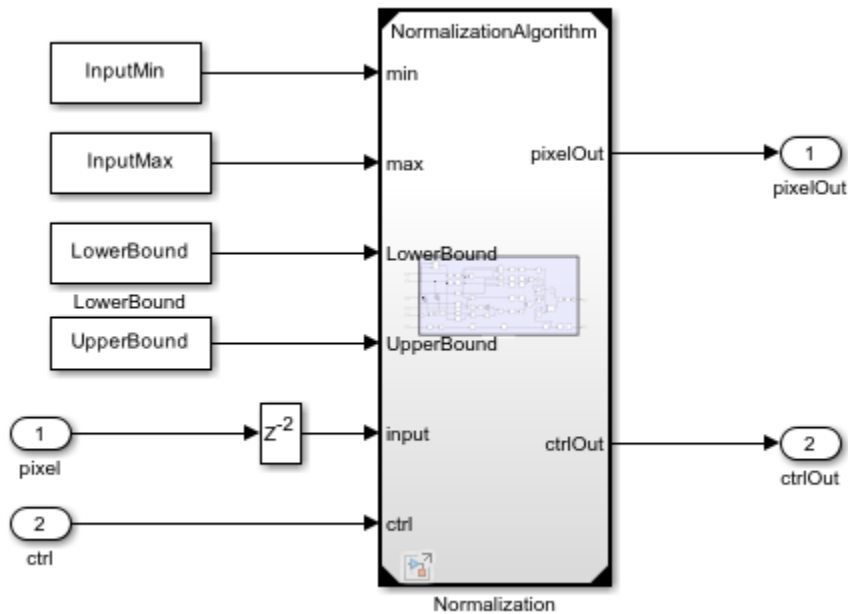 NormalizationAlgorithm
InputMin
min
InputMax
max
pixelOut
1
pixelOut
LowerBound
LowerBound
LowerBound
UpperBound
UpperBound
1
pixel
Z-2
input
ctrlOut
2
ctrlOut
2
ctrl
ctrl
Normalization